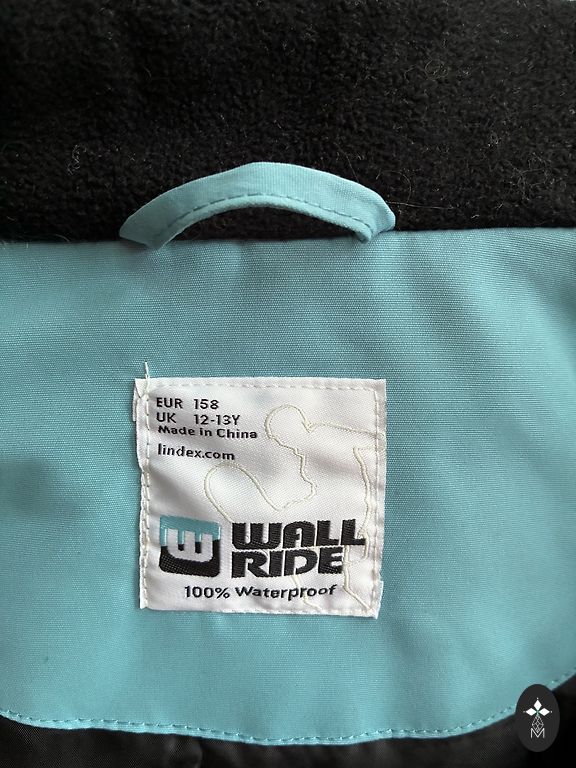 EUR 158
UK 12-13Y
Made in China
lindex.com
WALL
RIDE
100% Waterproof